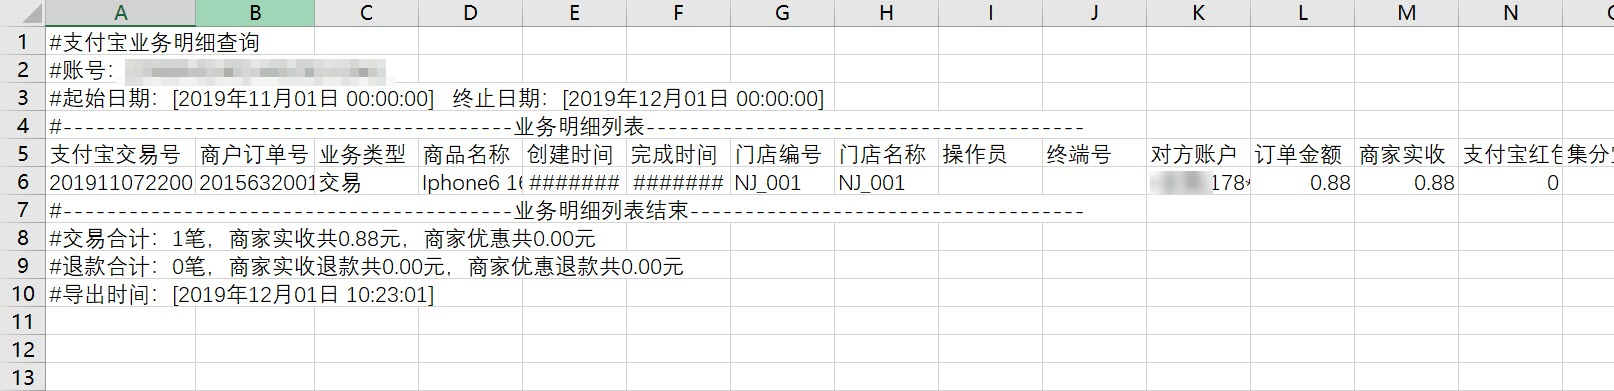 A B C D E F G H I J K L M N
1 #支付宝业务明细查询
2 #账号：
3 #起始日期：[2019年11月01日 00:00:00] 终止日期：[2019年12月01日 00:00:00]
4 #-----------------------------------------业务明细列表----------------------------------------
5 支付宝交易号 商户订单号 业务类型 商品名称 创建时间 完成时间 门店编号 门店名称 操作员 终端号 对方账户 订单金额 商家实收 支付宝红包 集分
6 201911072200 2015632001 交易 Iphone6 16 ####### ####### NJ_001 NJ_001 178* 0.88 0.88 0
7 #-----------------------------------------业务明细列表结束------------------------------------
8 #交易合计：1笔，商家实收共0.88元，商家优惠共0.00元
9 #退款合计：0笔，商家实收退款共0.00元，商家优惠退款共0.00元
10 #导出时间：[2019年12月01日 10:23:01]
11
12
13